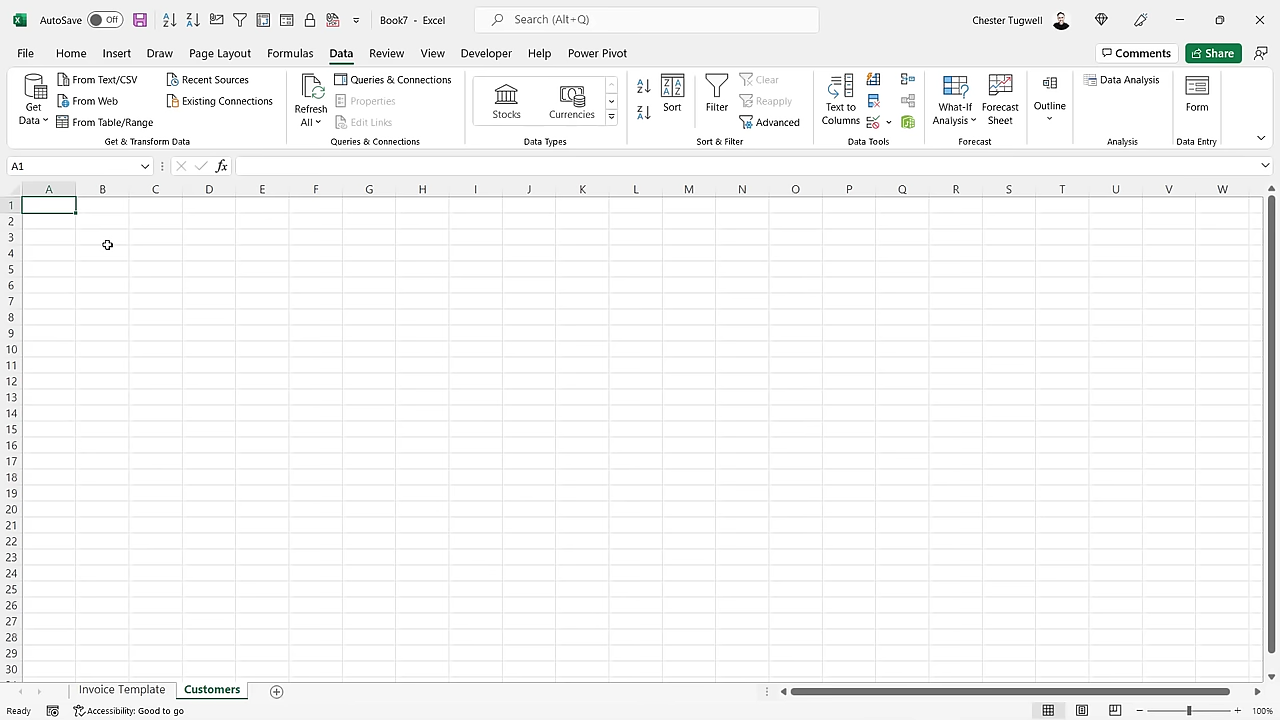 AutoSave Off Book7 - Excel Search (Alt+Q) Chester Tugwell
File Home Insert Draw Page Layout Formulas Data Review View Developer Help Power Pivot Comments Share
Get Data
From Text/CSV
From Web
From Table/Range
Recent Sources
Existing Connections
Get & Transform Data
Refresh All
Queries & Connections
Properties
Edit Links
Queries & Connections
Stocks
Currencies
Data Types
Sort
Filter
Clear
Reapply
Advanced
Sort & Filter
Text to Columns
Data Tools
What-If Analysis
Forecast Sheet
Forecast
Outline
Data Analysis
Analysis
Form
Data Entry
A1 fx
A B C D E F G H I J K L M N O P Q R S T U V W
1
2
3
4
5
6
7
8
9
10
11
12
13
14
15
16
17
18
19
20
21
22
23
24
25
26
27
28
29
30
Invoice Template Customers
Ready Accessibility: Good to go 100%